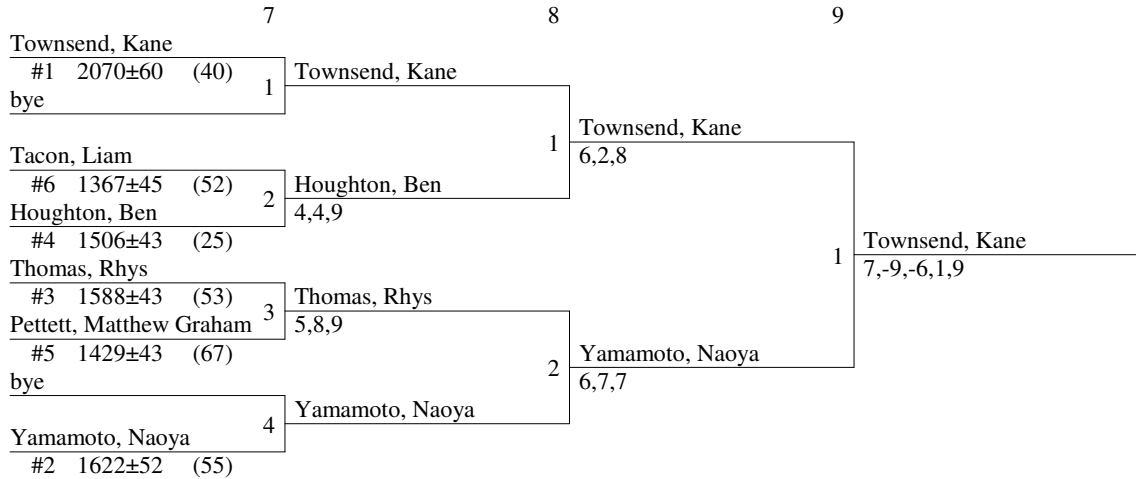 7 8 9
Townsend, Kane
#1 2070±60 (40)
bye
1
Tacon, Liam
#6 1367±45 (52)
Houghton, Ben
#4 1506±43 (25)
2
Thomas, Rhys
#3 1588±43 (53)
Pettett, Matthew Graham
#5 1429±43 (67)
3
bye
Yamamoto, Naoya
#2 1622±52 (55)
4
Townsend, Kane
Houghton, Ben
4,4,9
1
Thomas, Rhys
5,8,9
Yamamoto, Naoya
2
Townsend, Kane
6,2,8
Yamamoto, Naoya
6,7,7
1
Townsend, Kane
7,-9,-6,1,9